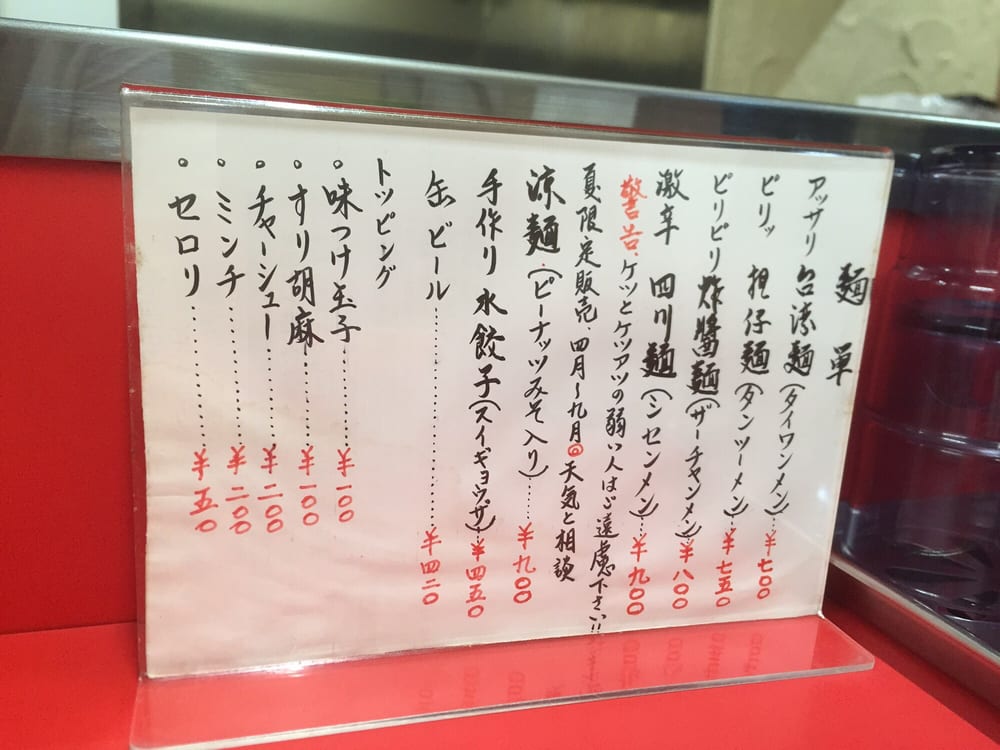 麺単
アッサリ 台湾麺(タイワンメン)…¥七〇〇
ピリッ 担仔麺(タンツーメン)…¥七五〇
ピリピリ 炸醬麺(ザーヂャンメン)…¥八〇〇
激辛 四川麺(シセンメン)…¥九〇〇
警告、ケツとケツアツの弱い人はご遠慮下さい!!
夏限定販売、四月〜九月の天気と相談
涼麺(ピーナッツみそ入り)……¥九〇〇
手作り 水餃子(スイギョウザ)…¥四五〇
缶ビール……………¥四二〇
トッピング
。味つけ玉子………¥一〇〇
。すり胡麻………¥一〇〇
。チャーシュー………¥二〇〇
。ミンチ………¥二〇〇
。セロリ………¥五〇